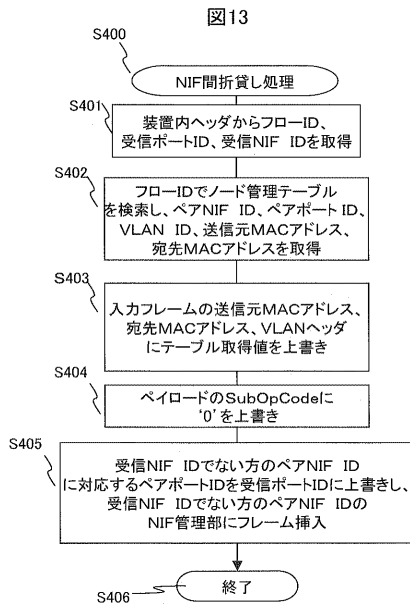 図13
S400
NIF間折貸し処理
S401
装置内ヘッダからフローID、
受信ポートID、受信NIF IDを取得
S402
フローIDでノード管理テーブル
を検索し、ペアNIF ID、ペアポートID、
VLAN ID、送信元MACアドレス、
宛先MACアドレスを取得
S403
入力フレームの送信元MACアドレス、
宛先MACアドレス、VLANヘッダ
にテーブル取得値を上書き
S404
ペイロードのSubOpCodeに
‘0’を上書き
S405
受信NIF IDでない方のペアNIF ID
に対応するペアポートIDを受信ポートIDに上書きし、
受信NIF IDでない方のペアNIF IDの
NIF管理部にフレーム挿入
終了
S406